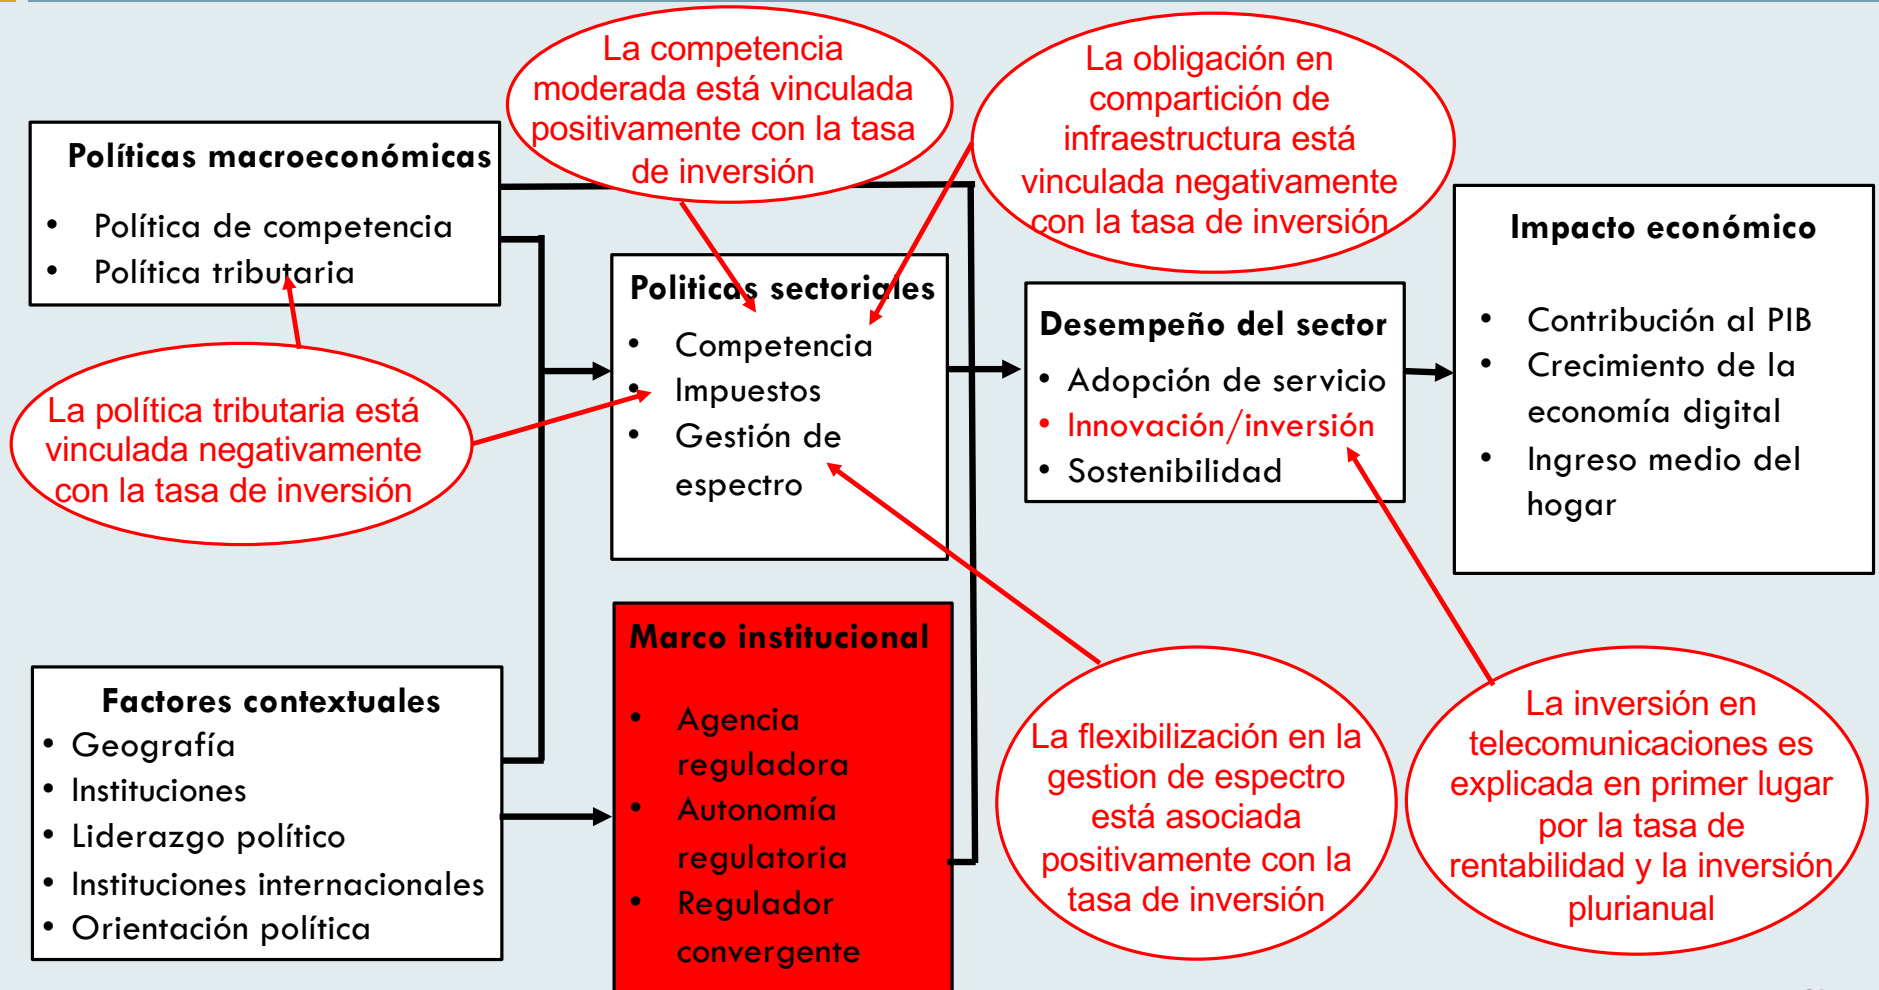 La competencia
moderada está vinculada
positivamente con la tasa
de inversión
La obligación en
compartición de
infraestructura está
vinculada negativamente
con la tasa de inversión
Políticas macroeconómicas
• Política de competencia
• Política tributaria
La política tributaria está
vinculada negativamente
con la tasa de inversión
Politicas sectoriales
• Competencia
• Impuestos
• Gestión de
espectro
Desempeño del sector
• Adopción de servicio
• Innovación/inversión
• Sostenibilidad
Impacto económico
• Contribución al PIB
• Crecimiento de la
economía digital
• Ingreso medio del
hogar
Factores contextuales
• Geografía
• Instituciones
• Liderazgo político
• Instituciones internacionales
• Orientación política
Marco institucional
• Agencia
reguladora
• Autonomía
regulatoria
• Regulador
convergente
La flexibilización en la
gestion de espectro
está asociada
positivamente con la
tasa de inversión
La inversión en
telecomunicaciones es
explicada en primer lugar
por la tasa de
rentabilidad y la inversión
plurianual